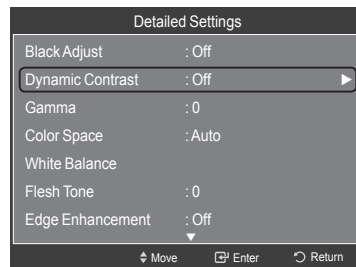 Detailed Settings
Black Adjust : Off
Dynamic Contrast : Off
Gamma : 0
Color Space : Auto
White Balance
Flesh Tone : 0
Edge Enhancement : Off
Move Enter Return